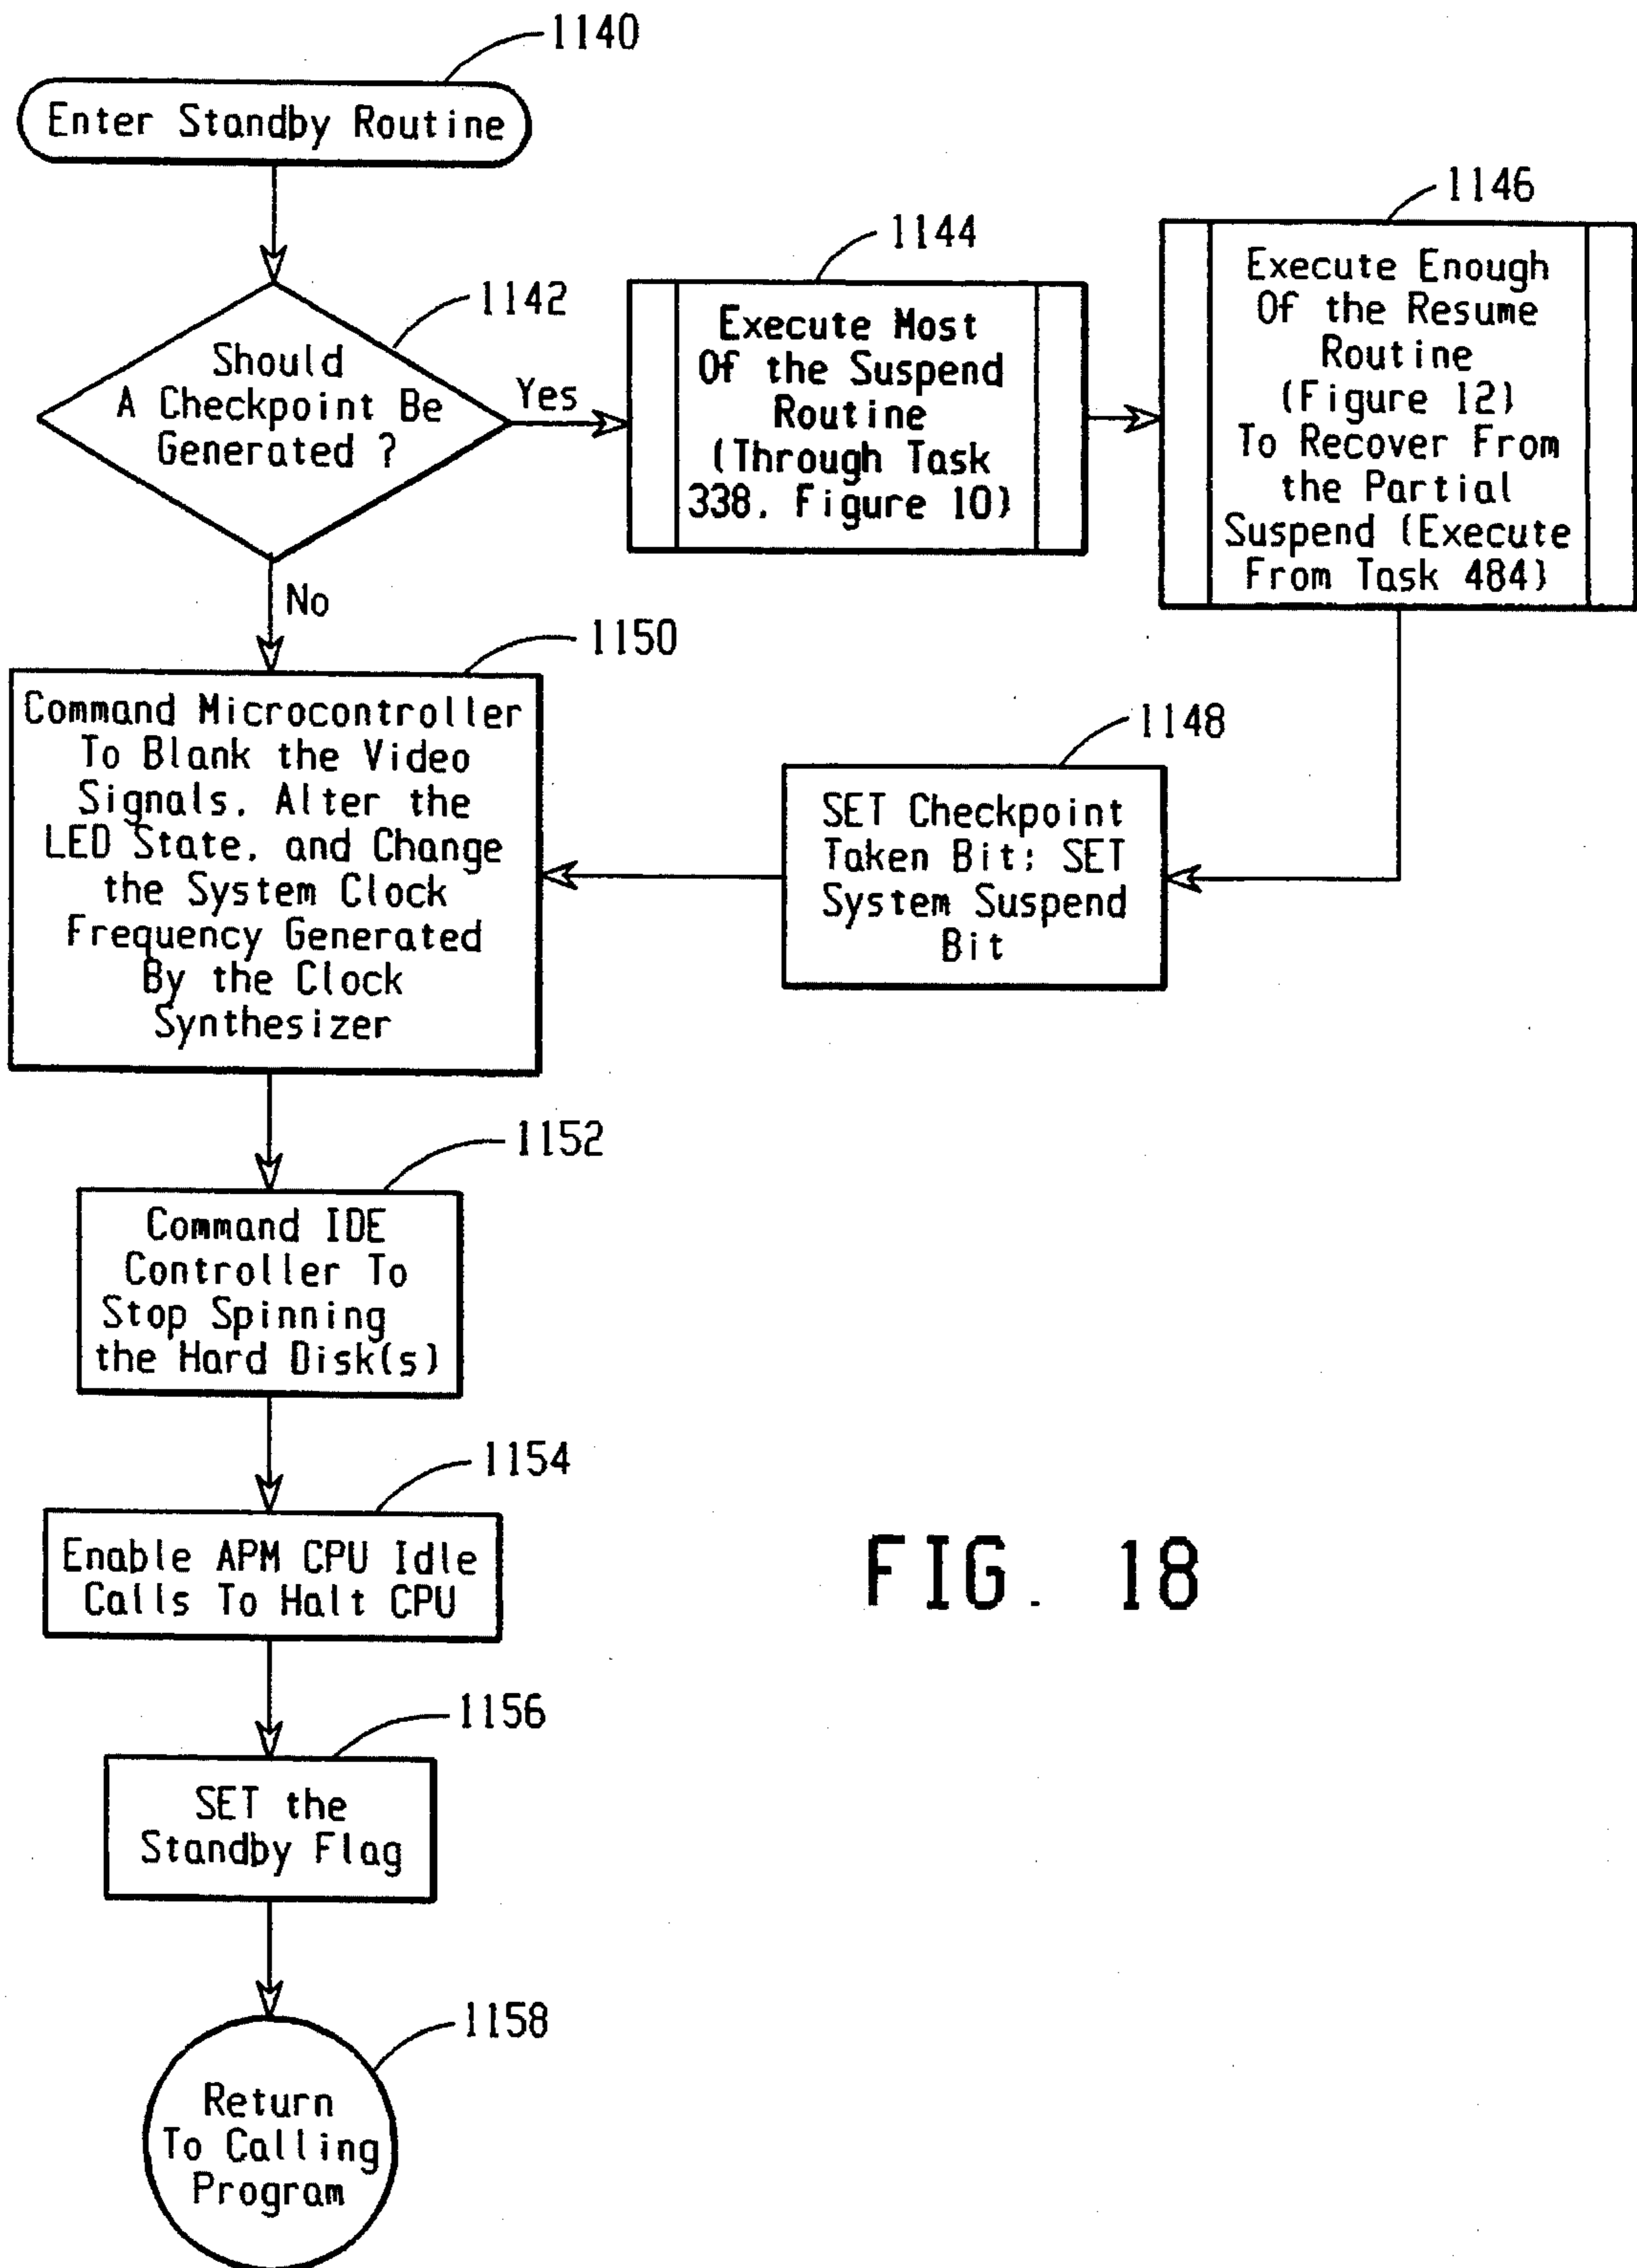 1140
Enter Standby Routine
1142
Should
A Checkpoint Be
Generated ?
Yes
No
1144
Execute Most
Of the Suspend
Routine
(Through Task
338, Figure 10)
1146
Execute Enough
Of the Resume
Routine
(Figure 12)
To Recover From
the Partial
Suspend (Execute
From Task 484)
1148
SET Checkpoint
Taken Bit; SET
System Suspend
Bit
1150
Command Microcontroller
To Blank the Video
Signals, Alter the
LED State, and Change
the System Clock
Frequency Generated
By the Clock
Synthesizer
1152
Command IDE
Controller To
Stop Spinning
the Hard Disk(s)
1154
Enable APM CPU Idle
Calls To Halt CPU
1156
SET the
Standby Flag
1158
Return
To Calling
Program
FIG. 18